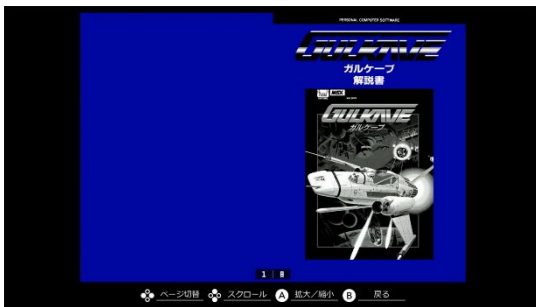 PERSONAL COMPUTER SOFTWARE
GULKAVE
ガルケーブ
解説書
MSX
GULKAVE
ガルケーブ
1 8
ページ切替 スクロール A 拡大/縮小 B 戻る